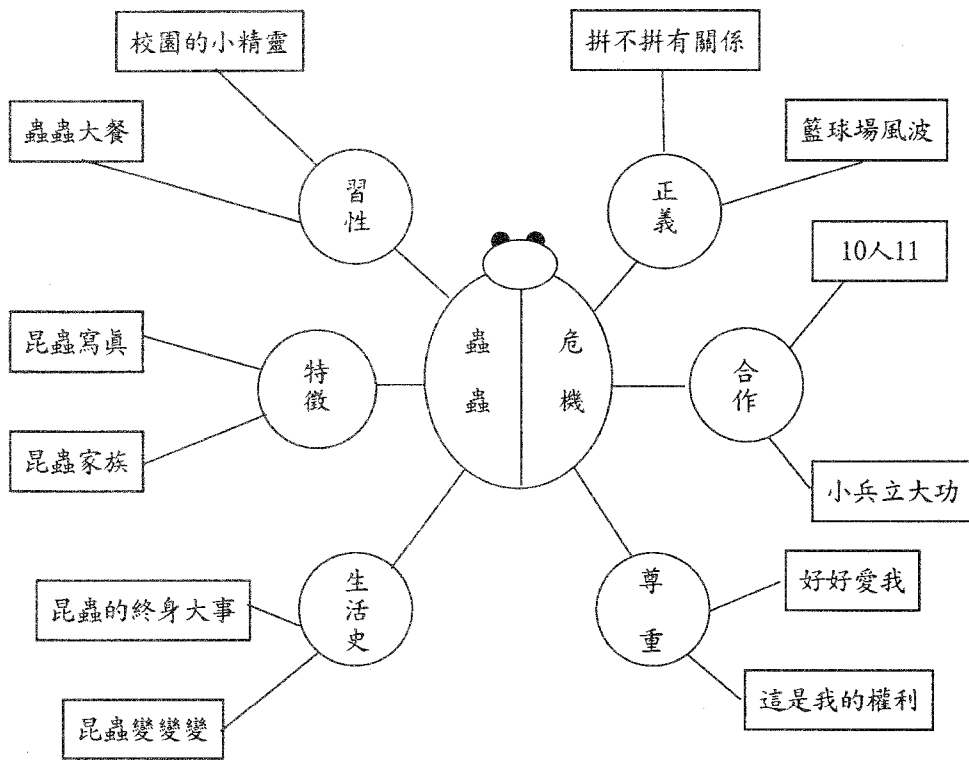 校園的小精靈
拚不拚有關係
蟲蟲大餐
籃球場風波
習性
正義
10人11
蟲蟲
危機
昆蟲寫真
特徵
合作
昆蟲家族
小兵立大功
生活史
尊重
好好愛我
昆蟲的終身大事
這是我的權利
昆蟲變變變